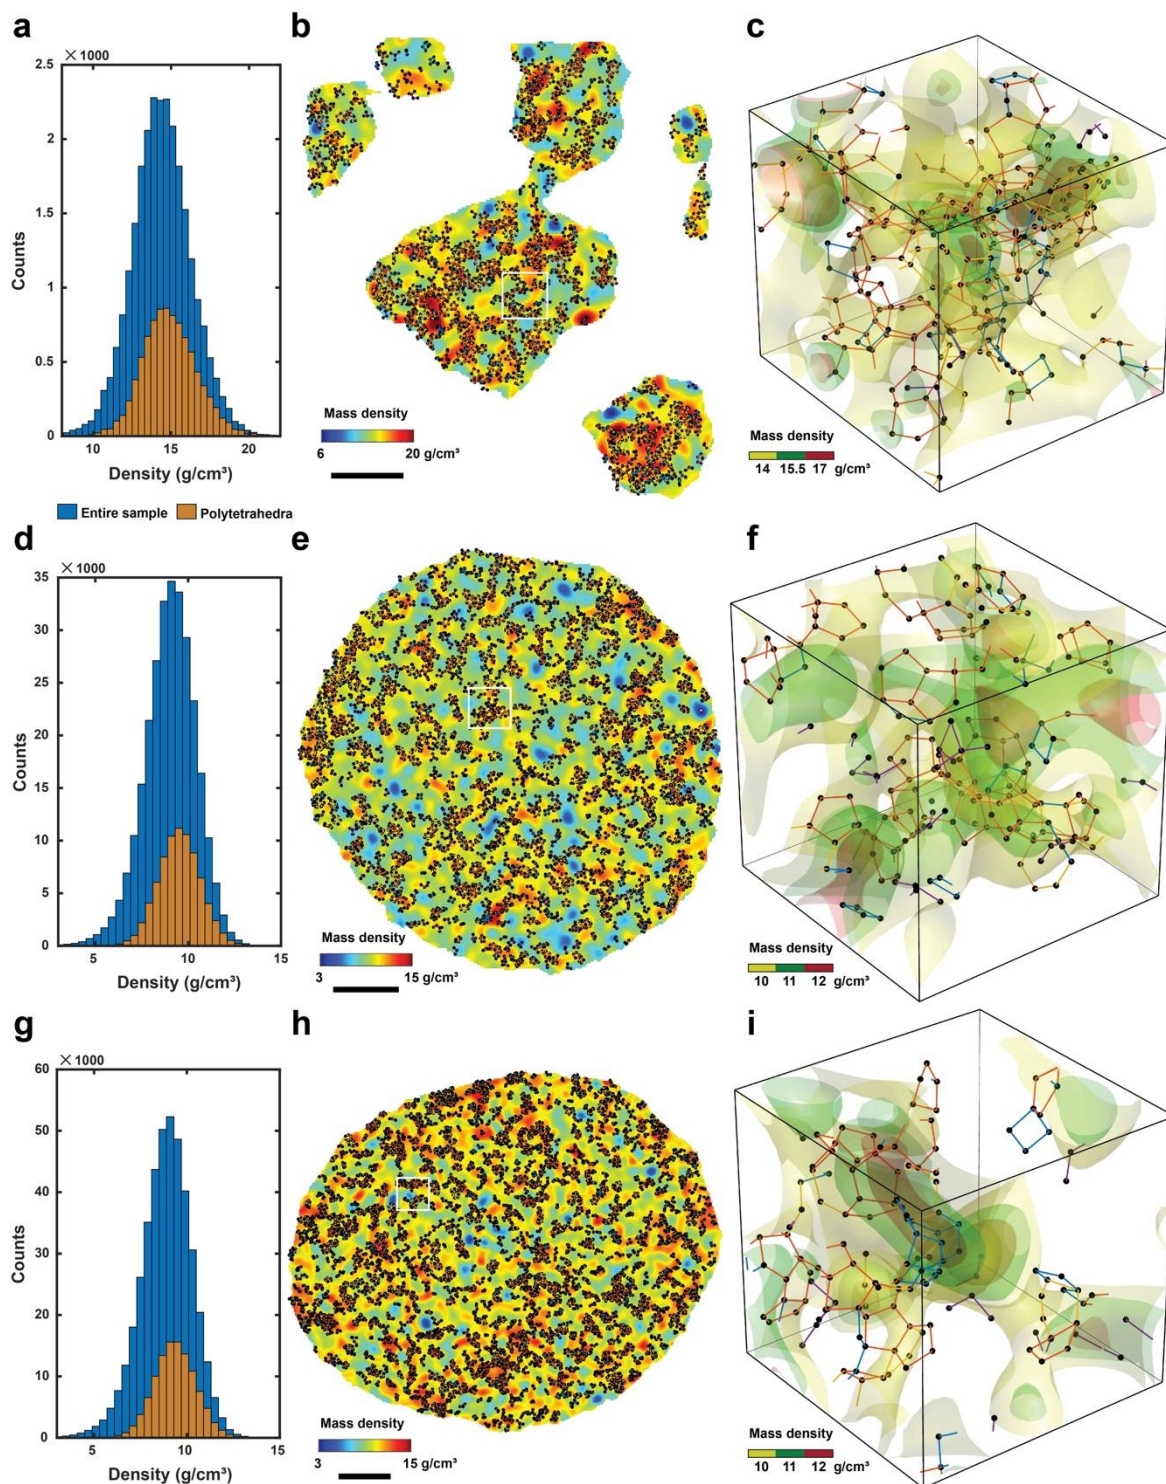 a
×1000
2.5
2
1.5
1
0.5
0
10
15
20
Counts
Density (g/cm³)
Entire sample
Polytetrahedra
b
Mass density
6
20 g/cm³
c
Mass density
14 15.5 17 g/cm³
d
×1000
35
30
25
20
15
10
5
0
5
10
15
Counts
Density (g/cm³)
e
Mass density
3
15 g/cm³
f
Mass density
10 11 12 g/cm³
g
×1000
60
50
40
30
20
10
0
5
10
15
Counts
Density (g/cm³)
h
Mass density
3
15 g/cm³
i
Mass density
10 11 12 g/cm³